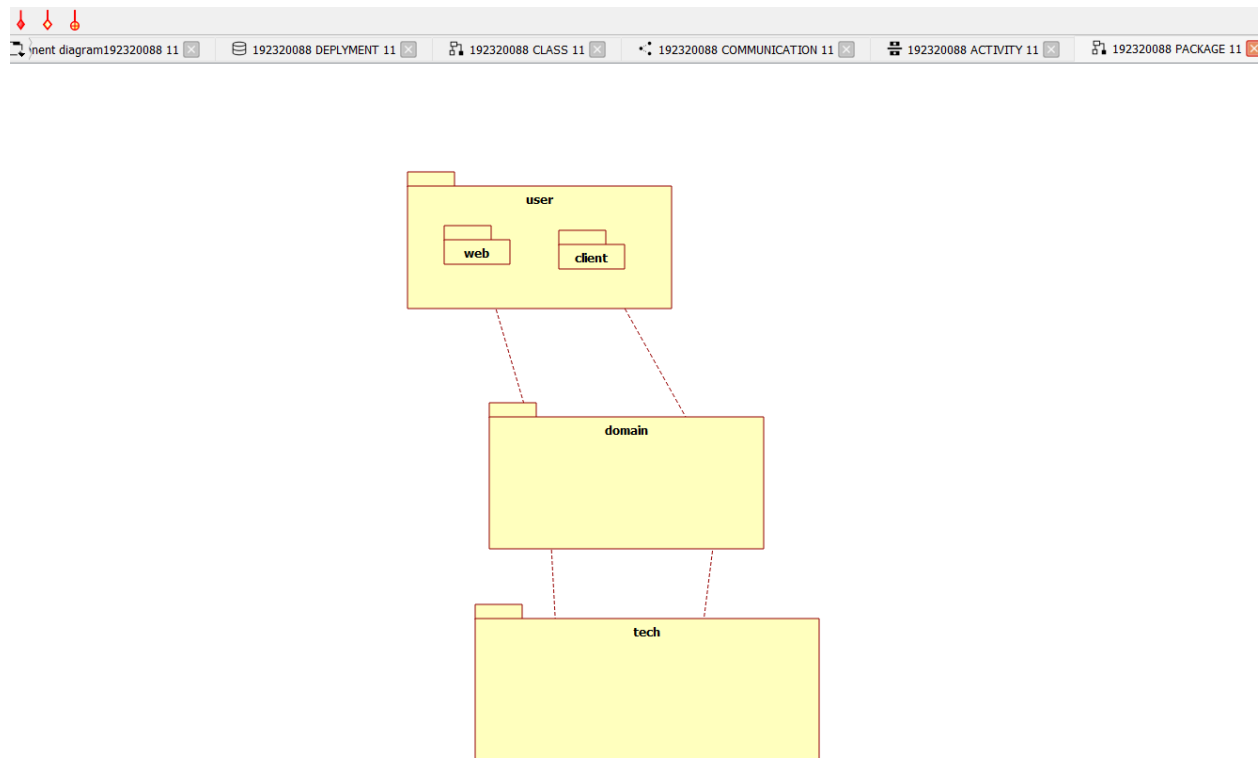 nent diagram192320088 11
192320088 DEPLYMENT 11
192320088 CLASS 11
192320088 COMMUNICATION 11
192320088 ACTIVITY 11
192320088 PACKAGE 11
user
web
client
domain
tech